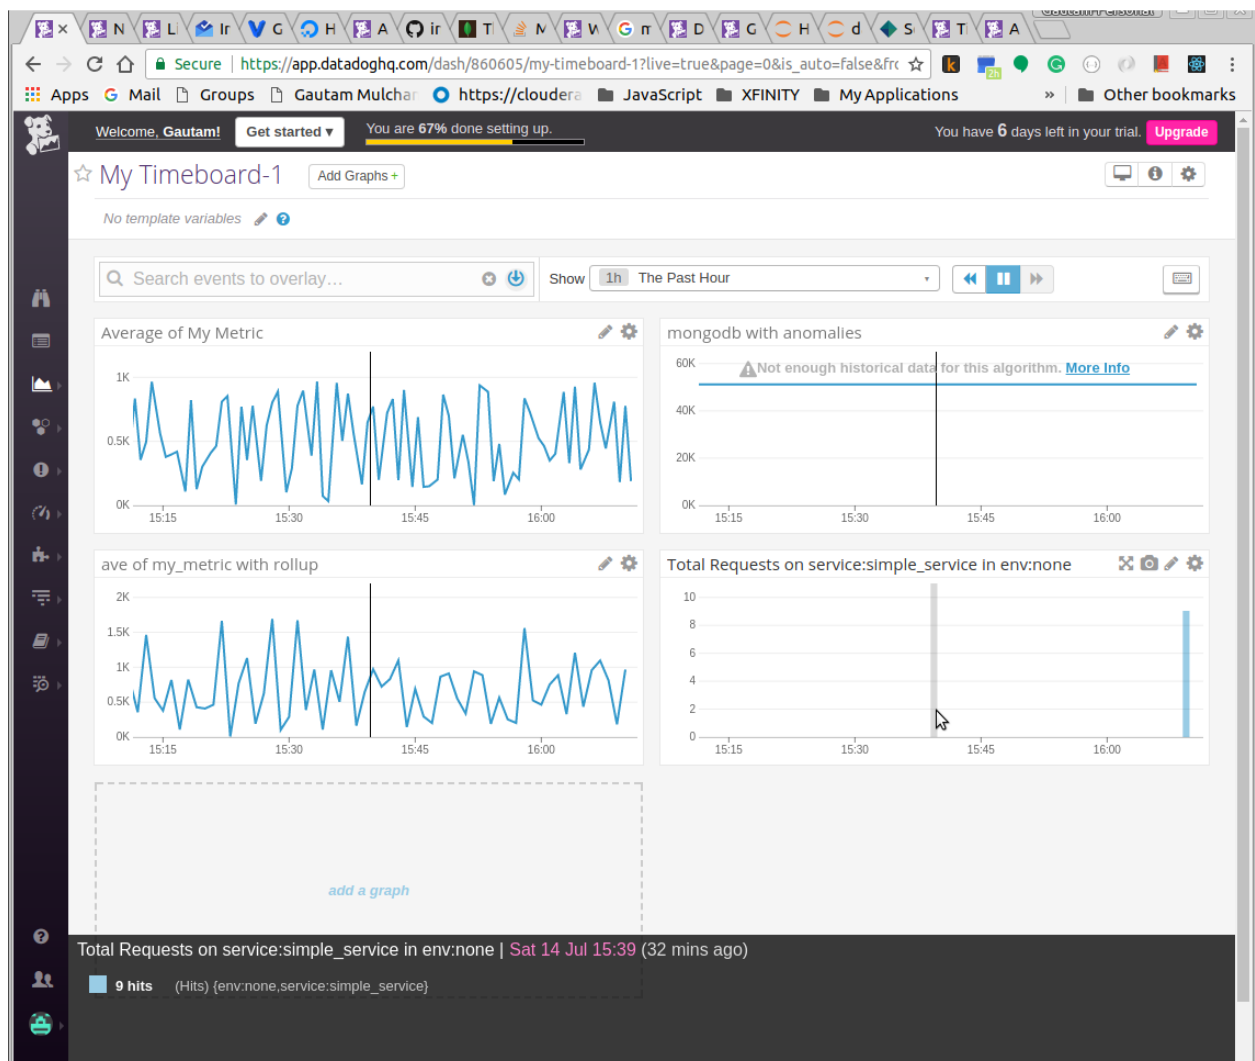 Gautam-Personal
N Li Ir G H A ir T N W G m D G H d S T A
Secure | https://app.datadoghq.com/dash/860605/my-timeboard-1?live=true&page=0&is_auto=false&fro
2h
Apps G Mail Groups Gautam Mulchan https://cloudera JavaScript XFINITY My Applications » Other bookmarks
Welcome, Gautam! Get started ▾ You are 67% done setting up. You have 6 days left in your trial. Upgrade
My Timeboard-1 Add Graphs +
No template variables
Search events to overlay... Show 1h The Past Hour
Average of My Metric
1K
0.5K
0K
15:15 15:30 15:45 16:00
mongodb with anomalies
Not enough historical data for this algorithm. More Info
60K
40K
20K
0K
15:15 15:30 15:45 16:00
ave of my_metric with rollup
2K
1.5K
1K
0.5K
0K
15:15 15:30 15:45 16:00
Total Requests on service:simple_service in env:none
10
8
6
4
2
0
15:15 15:30 15:45 16:00
add a graph
Total Requests on service:simple_service in env:none | Sat 14 Jul 15:39 (32 mins ago)
9 hits (Hits) {env:none,service:simple_service}